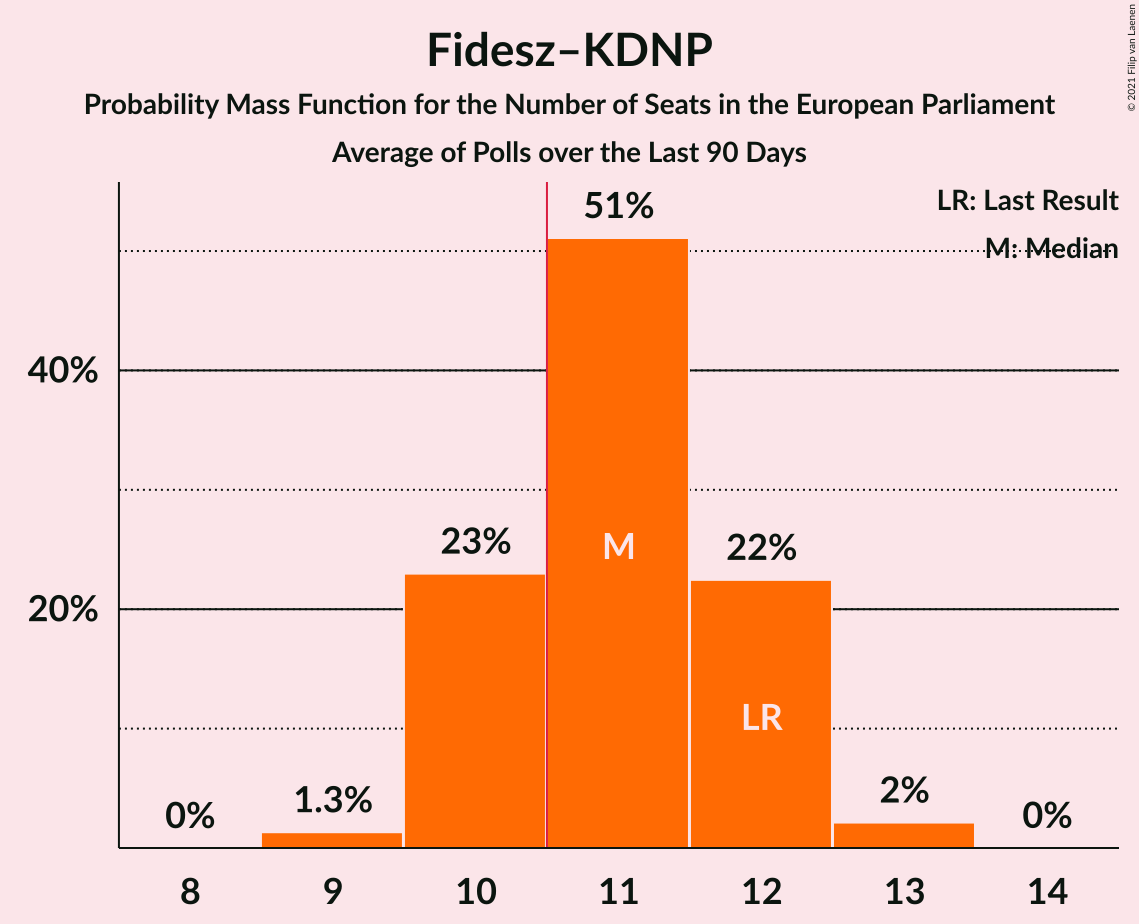 Fidesz–KDNP
Probability Mass Function for the Number of Seats in the European Parliament
Average of Polls over the Last 90 Days
© 2021 Filip van Laenen
LR: Last Result
M: Median
51%
40%
23%
M
22%
20%
LR
0%
1.3%
2%
0%
8 9 10 11 12 13 14